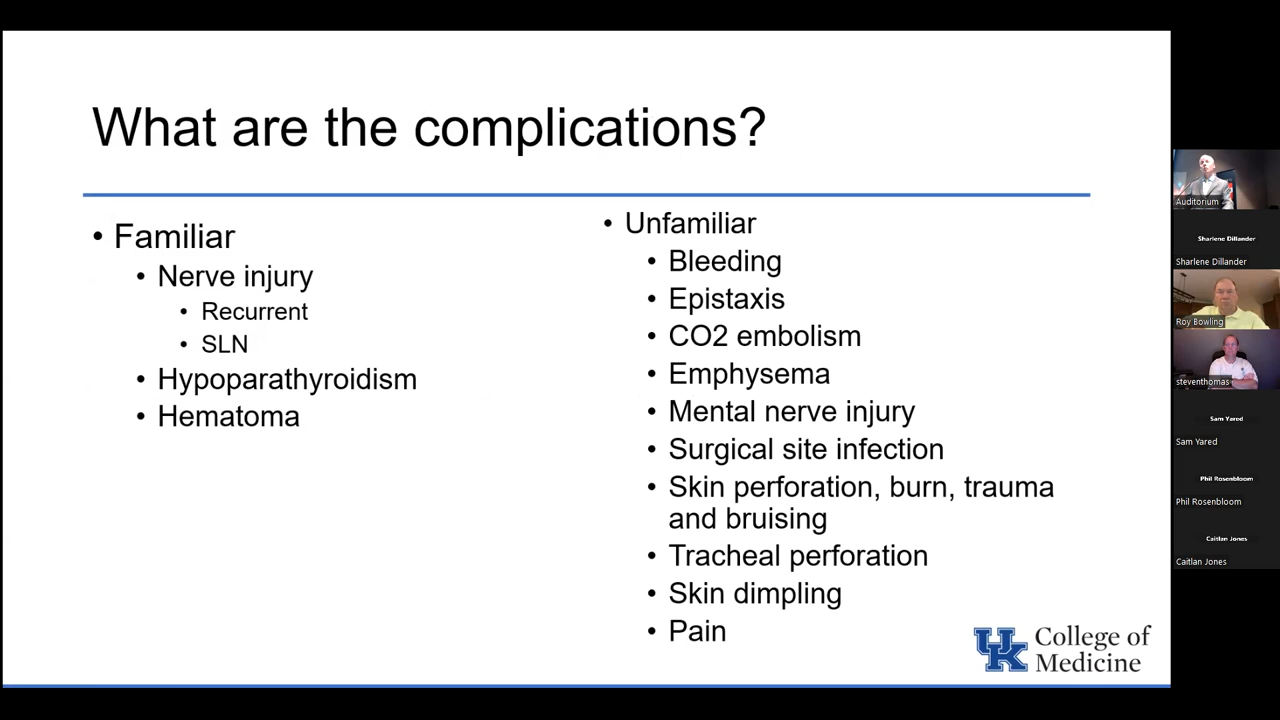 What are the complications?
• Familiar
• Nerve injury
• Recurrent
• SLN
• Hypoparathyroidism
• Hematoma
• Unfamiliar
• Bleeding
• Epistaxis
• CO2 embolism
• Emphysema
• Mental nerve injury
• Surgical site infection
• Skin perforation, burn, trauma
and bruising
• Tracheal perforation
• Skin dimpling
• Pain
UK College of
Medicine
Auditorium
Sharlene Dillander
Sharlene Dillander
Roy Bowling
steventhomas
Sam Yared
Sam Yared
Phil Rosenbloom
Phil Rosenbloom
Caitlan Jones
Caitlan Jones